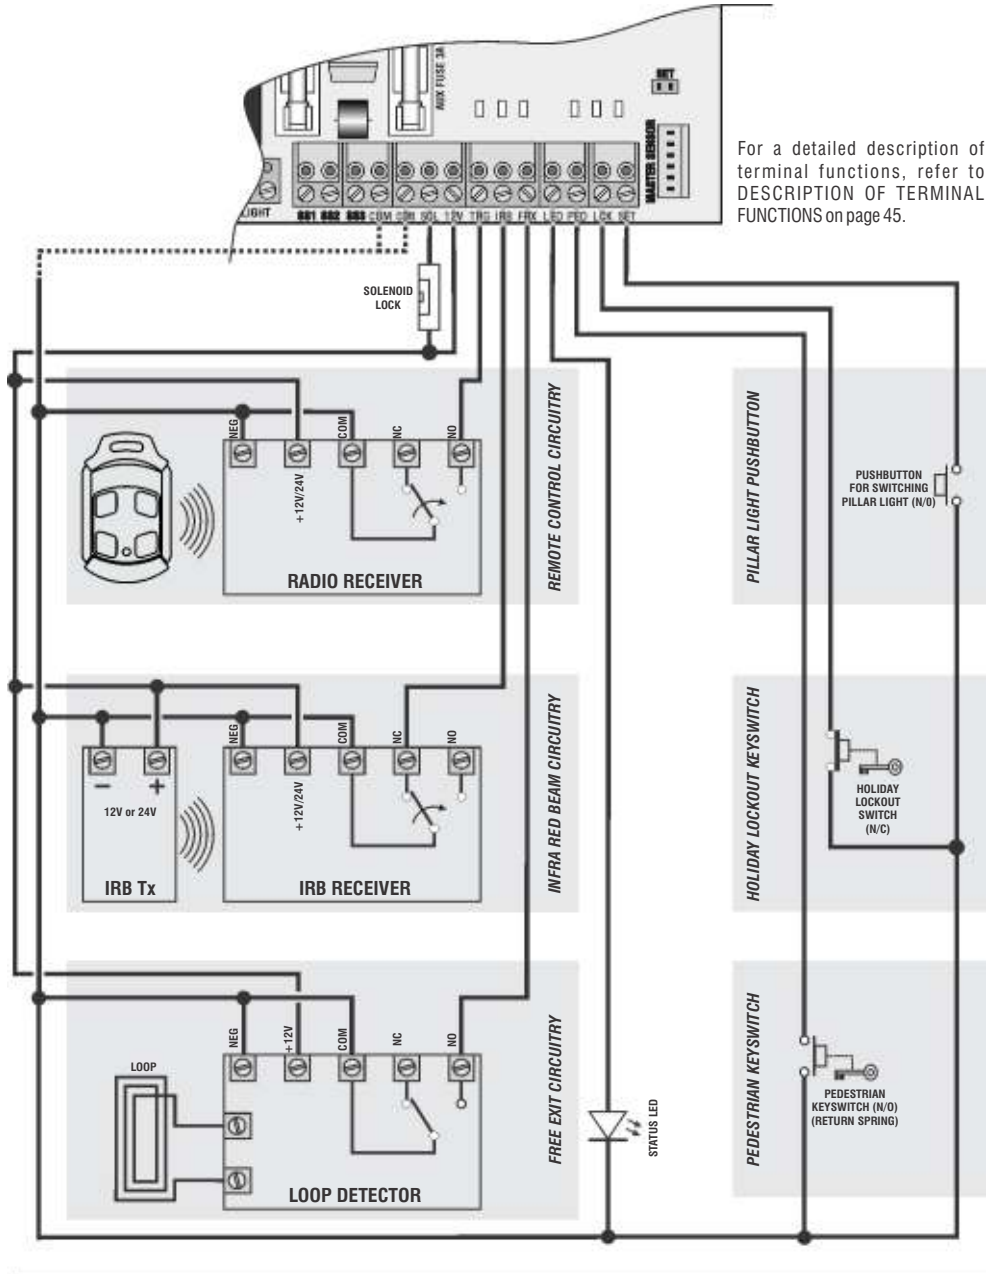 AUX FUSE 3A
SET
MASTER SENSOR
LIGHT SS1 SS2 SS3 COM COM SOL 12V TRG IRB FRX LED PED LCK SET
For a detailed description of
terminal functions, refer to
DESCRIPTION OF TERMINAL
FUNCTIONS on page 45.
SOLENOID
LOCK
NEG
+12V/24V
COM
NC
NO
RADIO RECEIVER
REMOTE CONTROL CIRCUITRY
PILLAR LIGHT PUSHBUTTON
PUSHBUTTON
FOR SWITCHING
PILLAR LIGHT (N/O)
12V or 24V
IRB Tx
NEG
+12V/24V
COM
NC
NO
IRB RECEIVER
INFRA RED BEAM CIRCUITRY
HOLIDAY LOCKOUT KEYSWITCH
HOLIDAY
LOCKOUT
SWITCH
(N/C)
LOOP
NEG
+12V
COM
NC
NO
LOOP DETECTOR
FREE EXIT CIRCUITRY
STATUS LED
PEDESTRIAN KEYSWITCH
PEDESTRIAN
KEYSWITCH (N/O)
(RETURN SPRING)